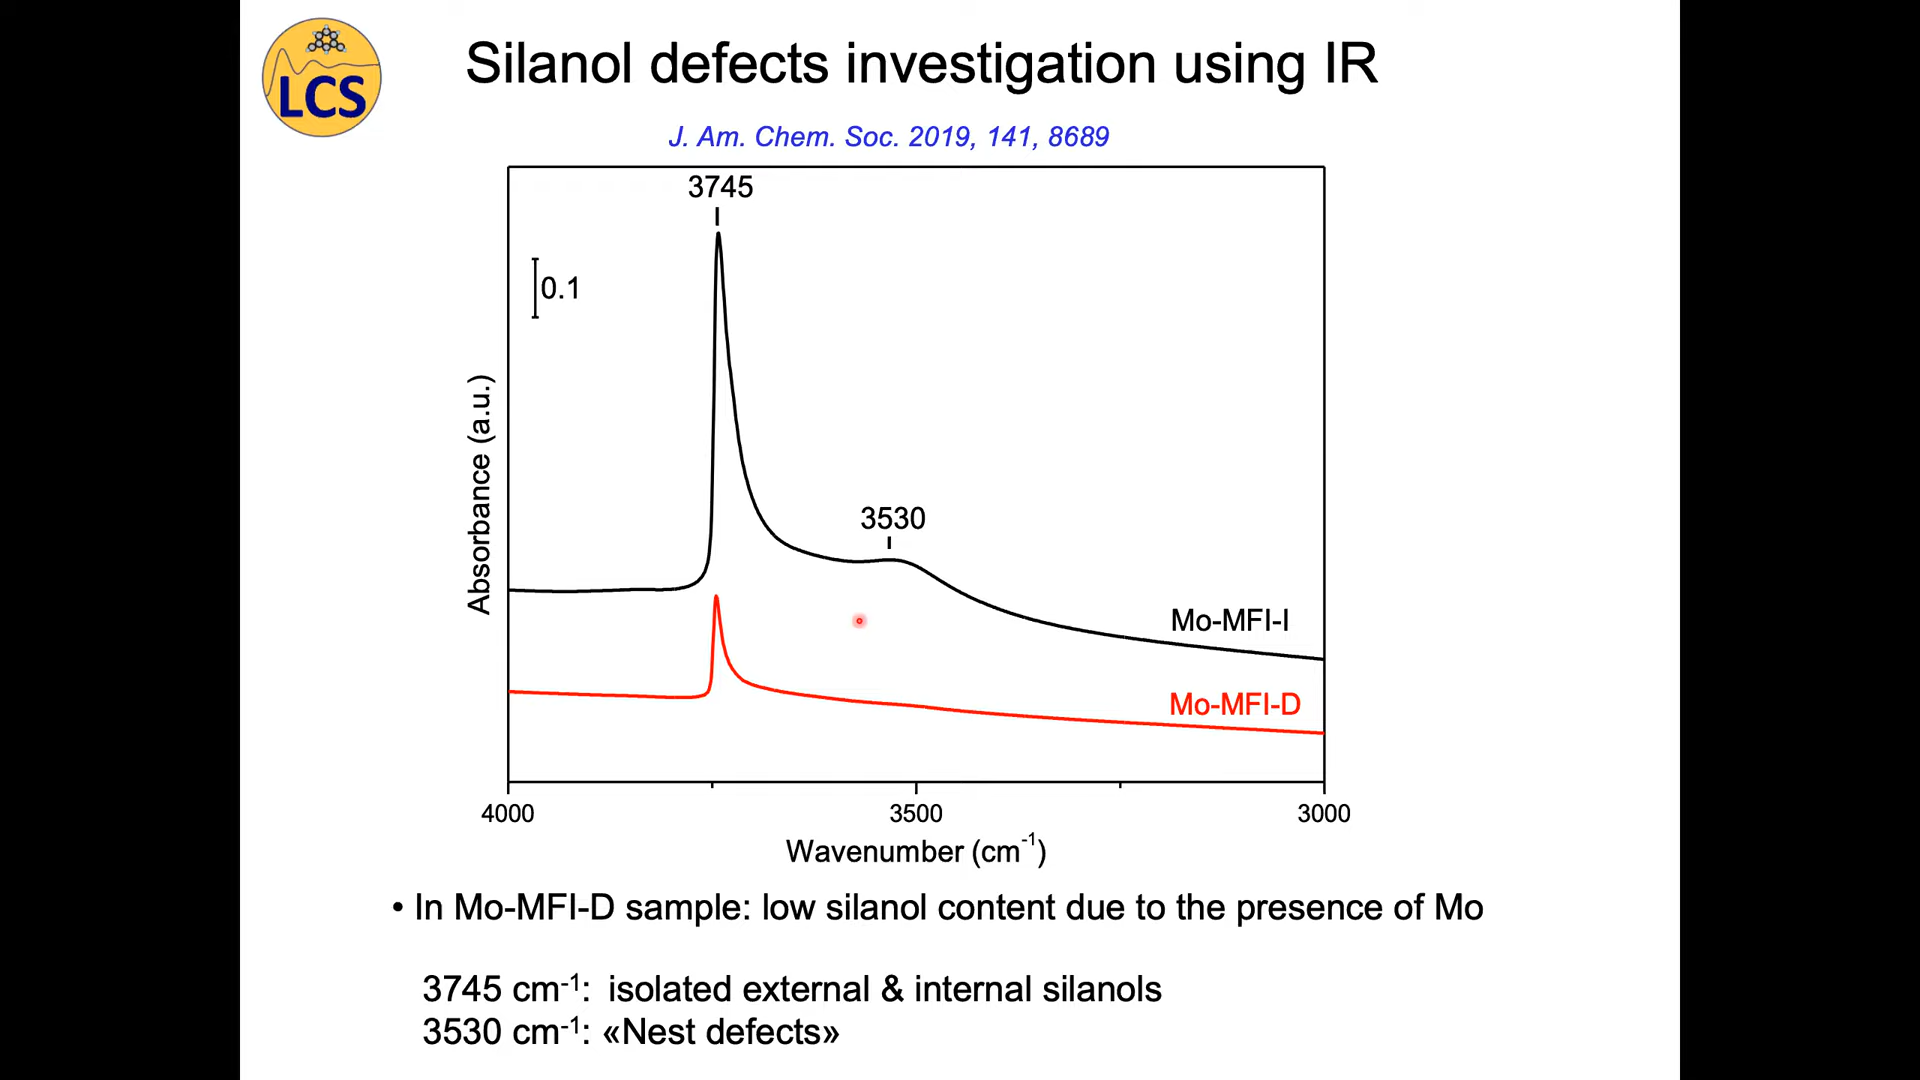 LCS
Silanol defects investigation using IR
J. Am. Chem. Soc. 2019, 141, 8689
3745
0.1
3530
Absorbance (a.u.)
Mo-MFI-I
Mo-MFI-D
4000 3500 3000
Wavenumber (cm⁻¹)
• In Mo-MFI-D sample: low silanol content due to the presence of Mo
3745 cm⁻¹: isolated external & internal silanols
3530 cm⁻¹: «Nest defects»